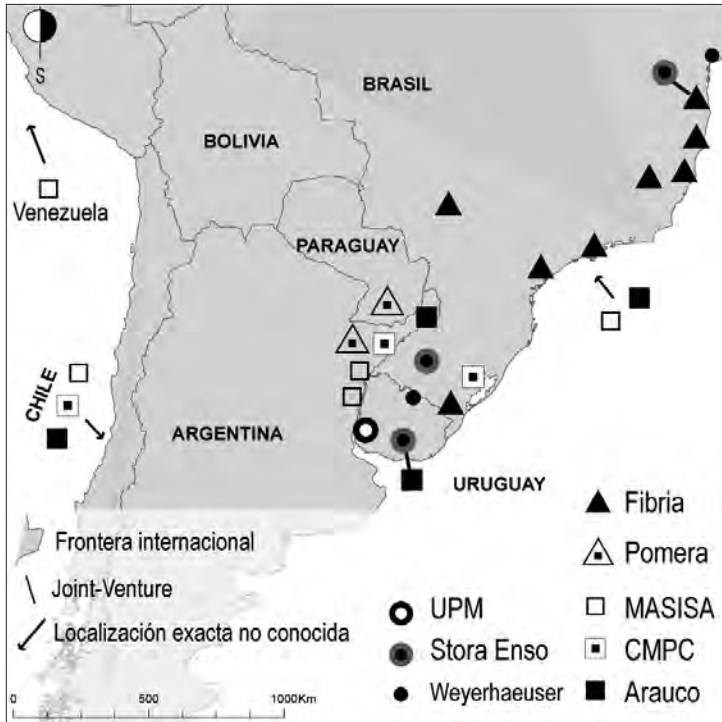 S
BRASIL
BOLIVIA
Venezuela
PARAGUAY
CHILE
ARGENTINA
URUGUAY
Fibria
Frontera internacional
Pomera
Joint-Venture
UPM
MASISA
Localización exacta no conocida
Stora Enso
CMPC
Weyerhaeuser
Arauco
0 500 1000Km